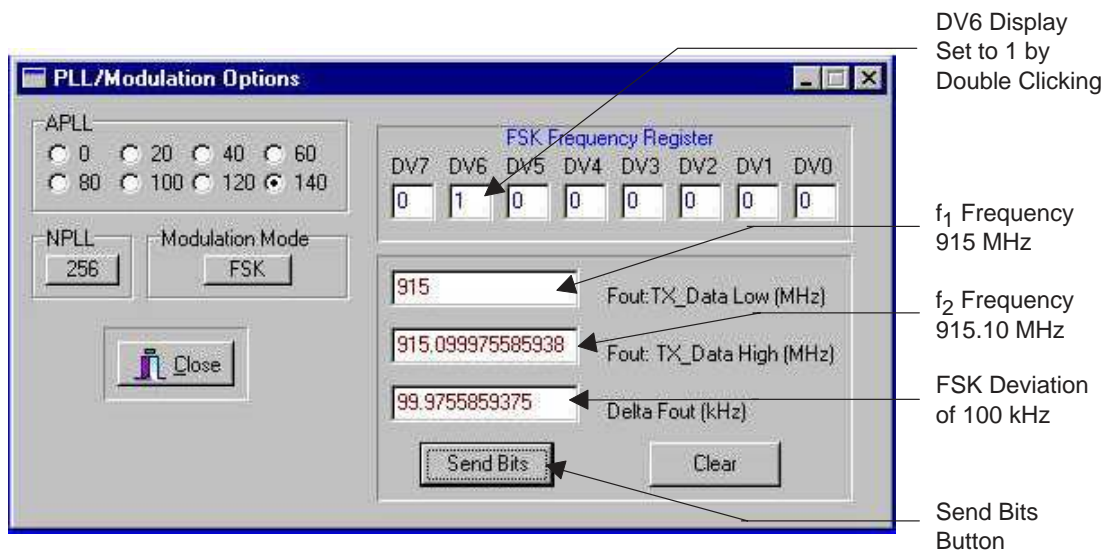 DV6 Display
Set to 1 by
Double Clicking
PLL/Modulation Options
APLL
0 20 40 60
80 100 120 140
NPLL
256
Modulation Mode
FSK
Close
FSK Frequency Register
DV7 DV6 DV5 DV4 DV3 DV2 DV1 DV0
0 1 0 0 0 0 0 0
915 Fout:TX_Data Low (MHz)
915.099975585938 Fout: TX_Data High (MHz)
99.9755859375 Delta Fout (kHz)
Send Bits Clear
f1 Frequency
915 MHz
f2 Frequency
915.10 MHz
FSK Deviation
of 100 kHz
Send Bits
Button